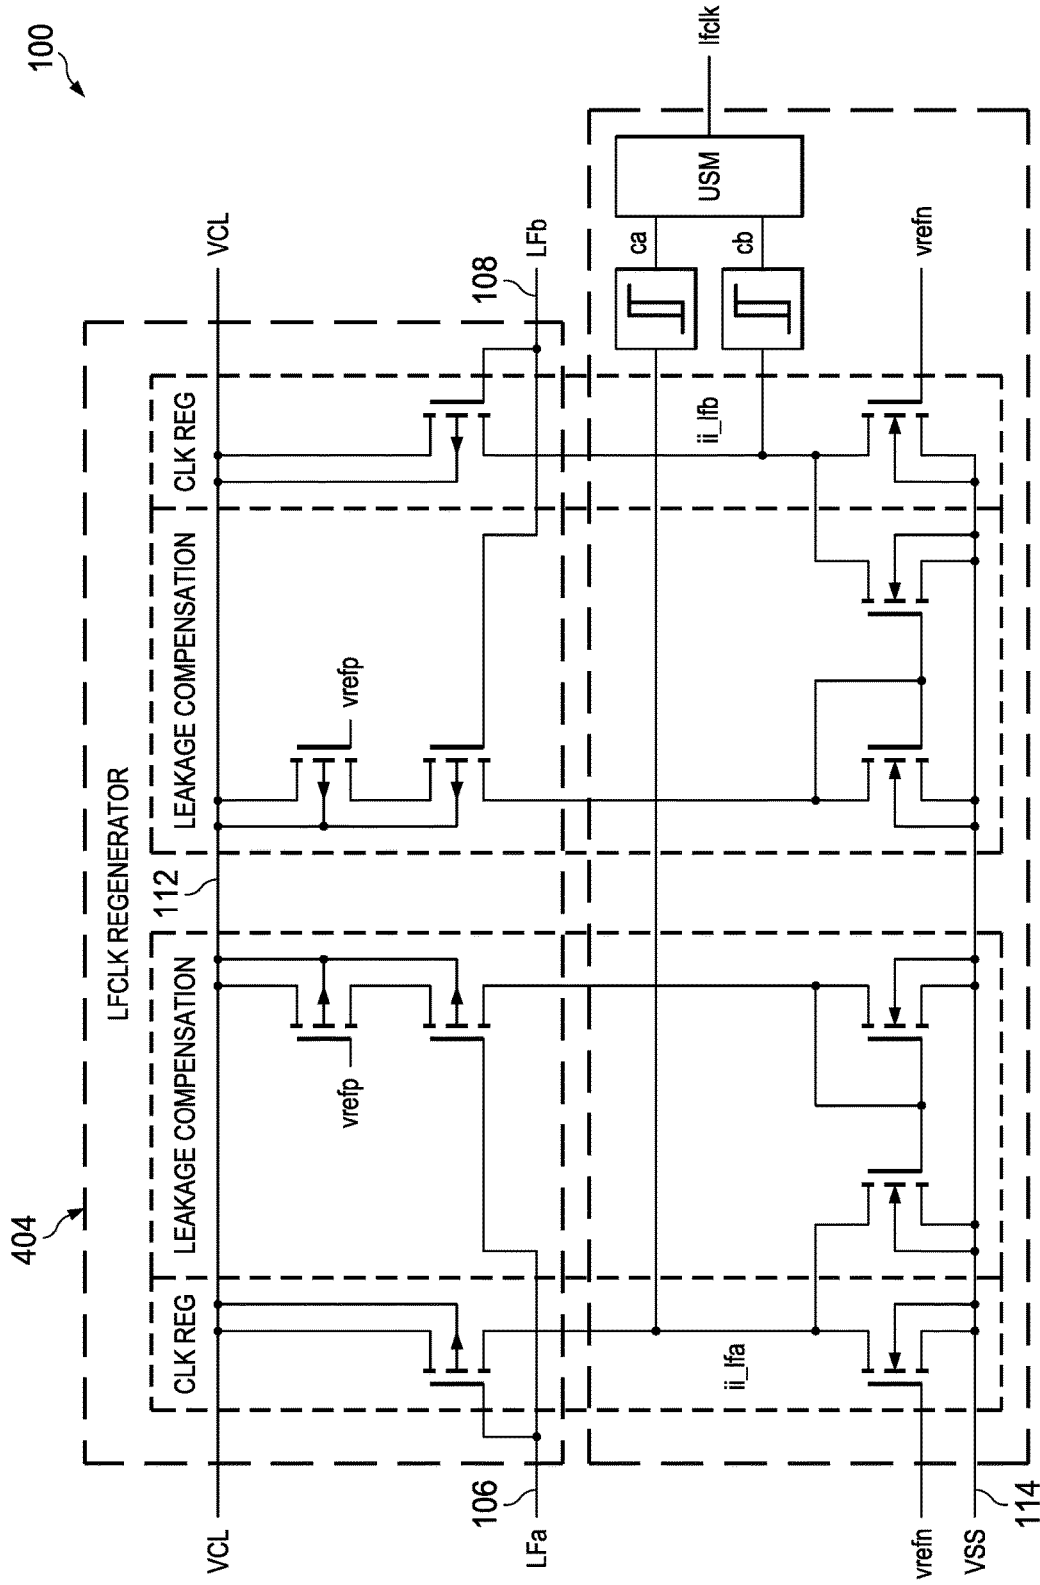 100
404
LFCLK REGENERATOR
CLK REG
LEAKAGE COMPENSATION
LEAKAGE COMPENSATION
CLK REG
VCL
112
VCL
vrefp
vrefp
LFa
106
108
LFb
ii_lfa
ii_lfb
ca
cb
USM
lfclk
vrefn
vrefn
VSS
114